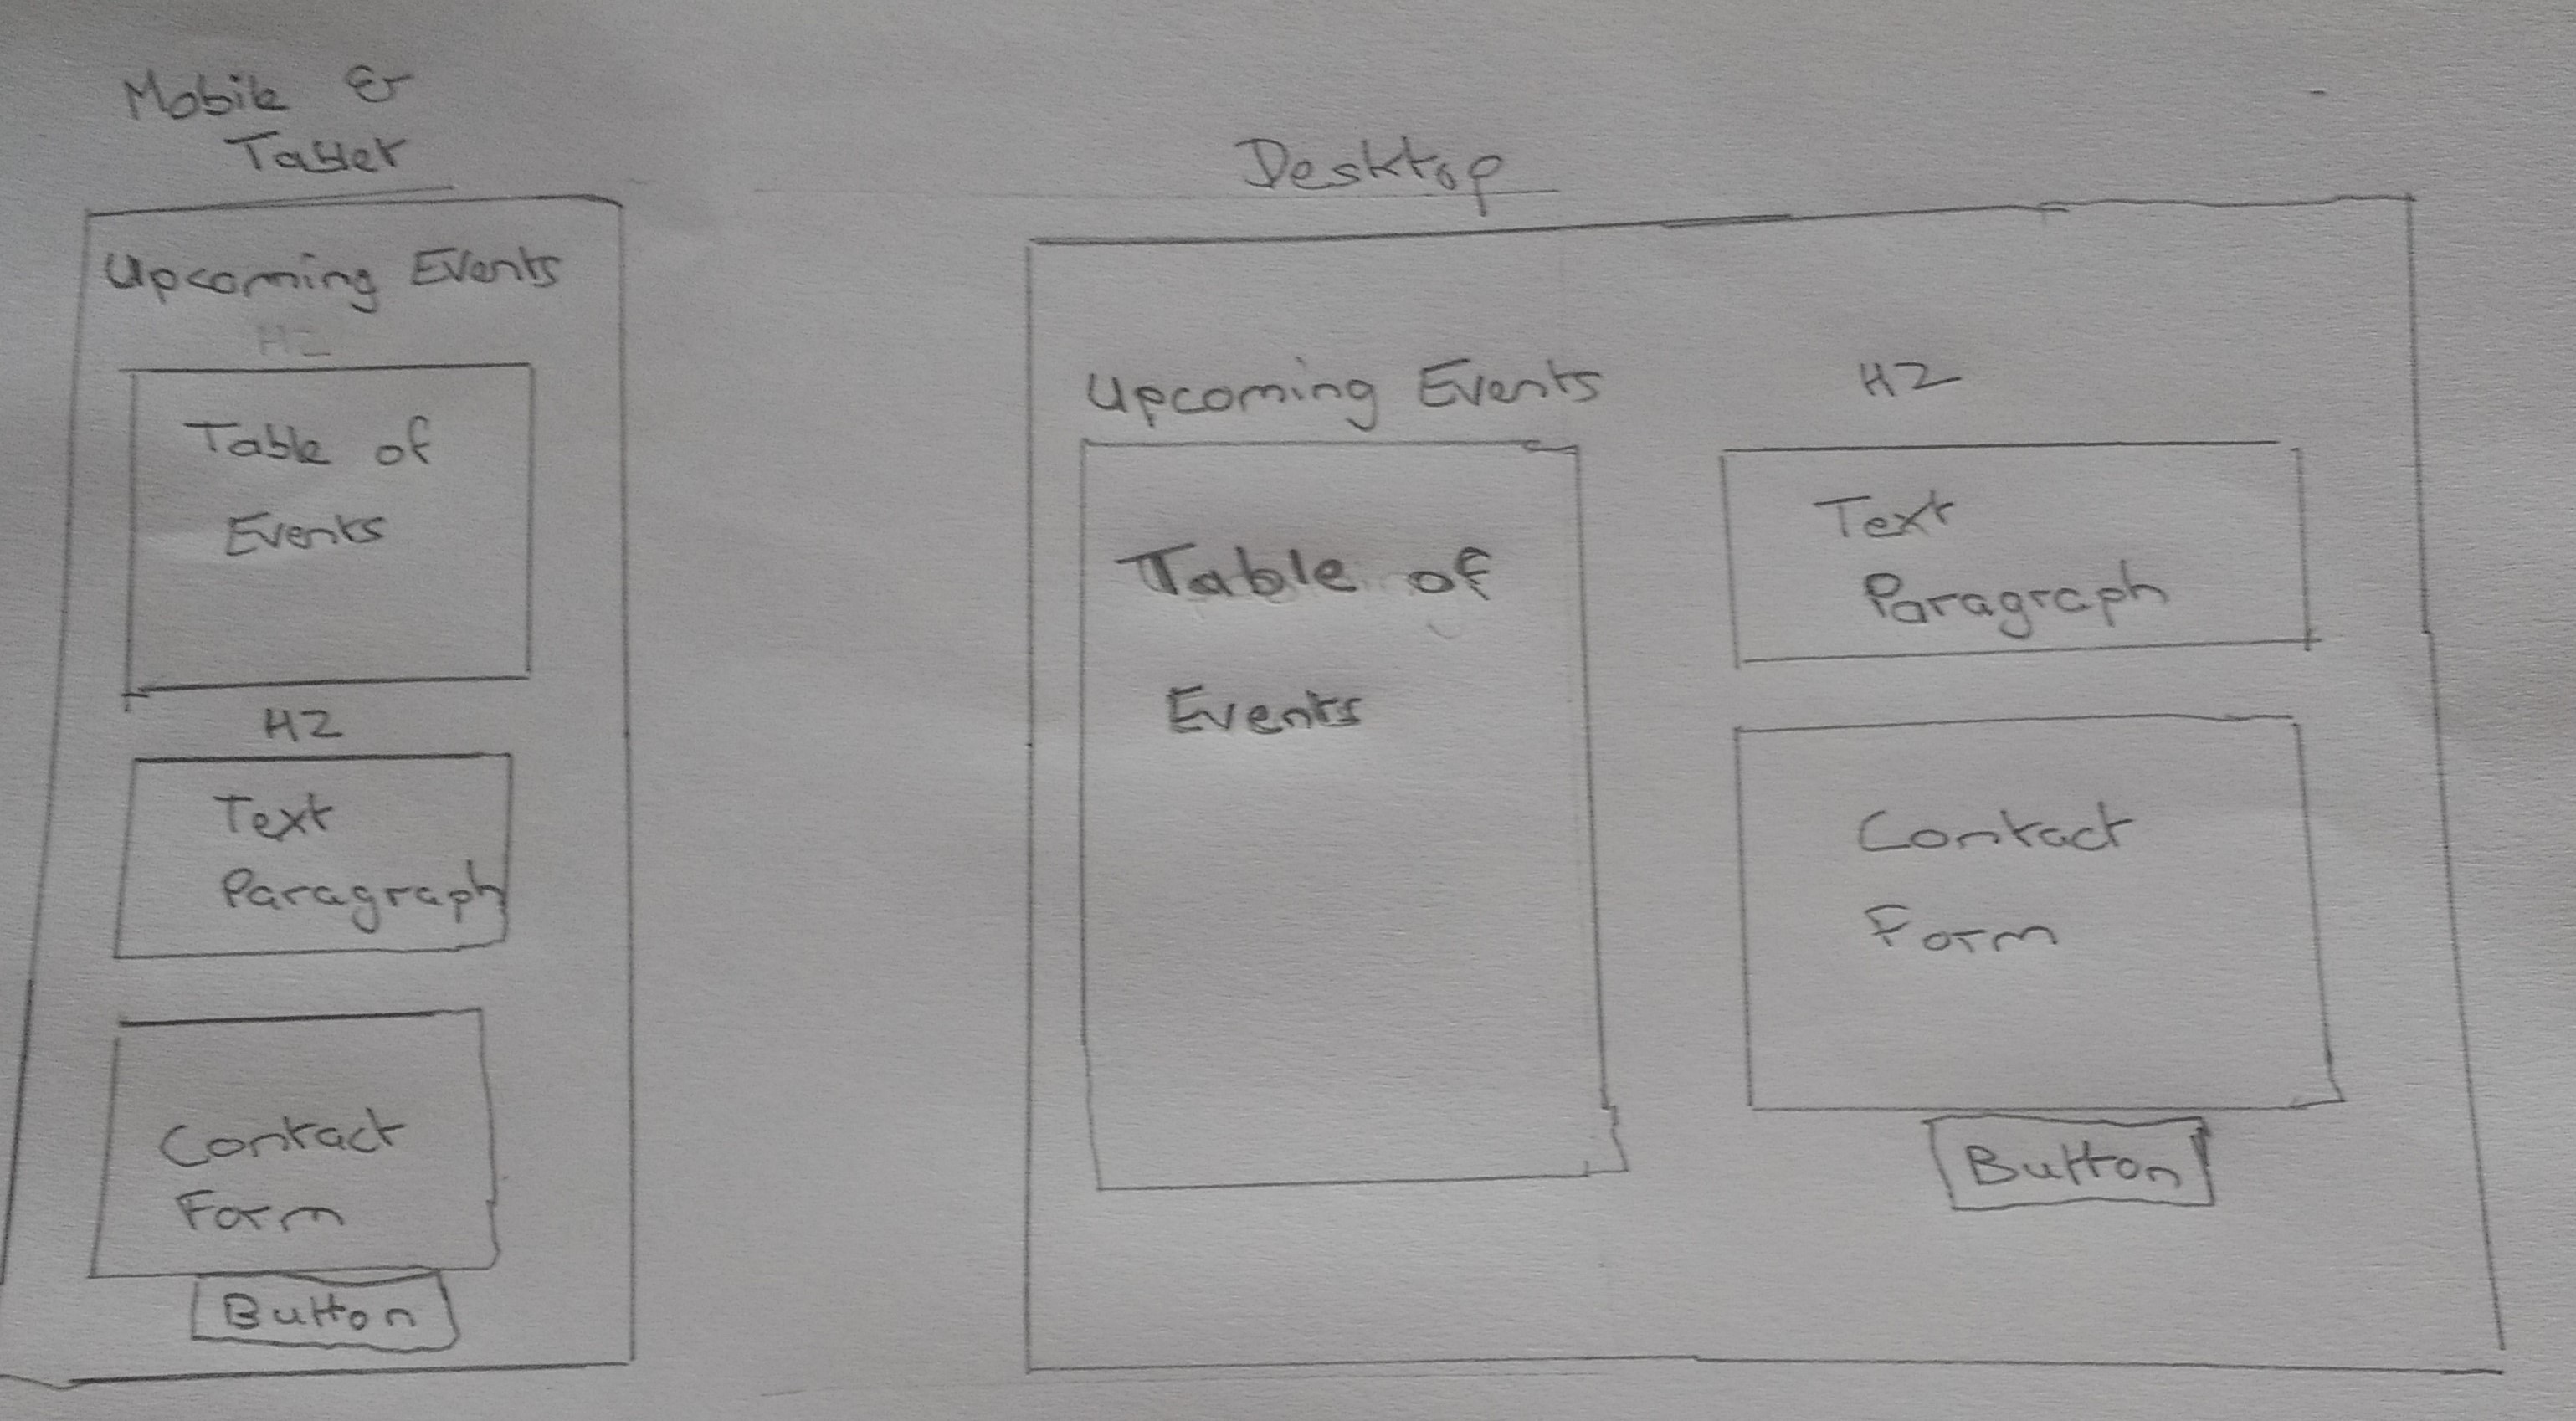 Mobile &
Tablet
Upcoming Events
H2
Table of
Events
H2
Text
Paragraph
Contact
Form
Button
Desktop
Upcoming Events
Table of
Events
H2
Text
Paragraph
Contact
Form
Button